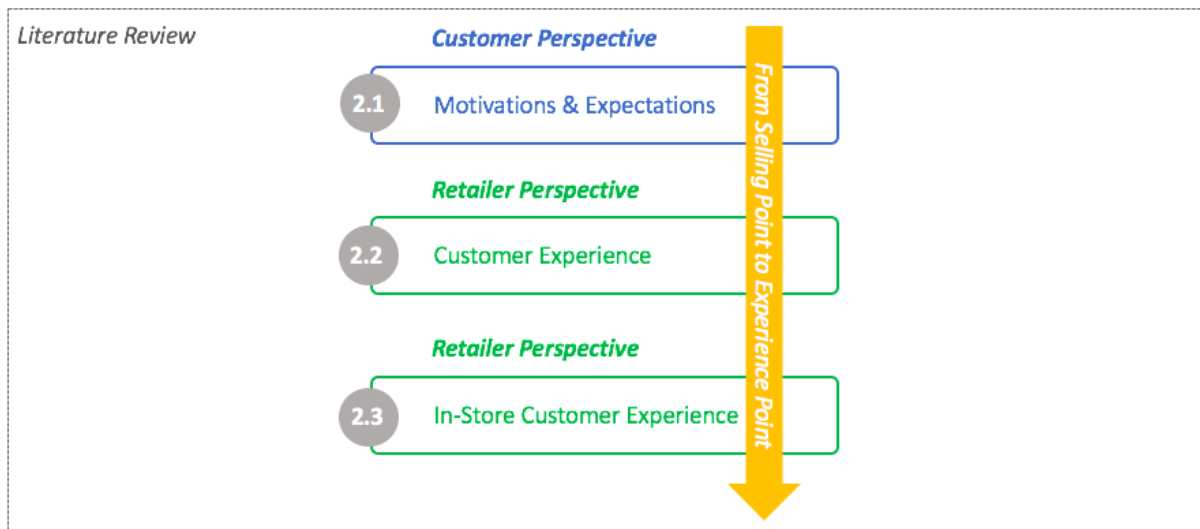 Literature Review
Customer Perspective
2.1
Motivations & Expectations
Retailer Perspective
2.2
Customer Experience
Retailer Perspective
2.3
In-Store Customer Experience
From Selling Point to Experience Point